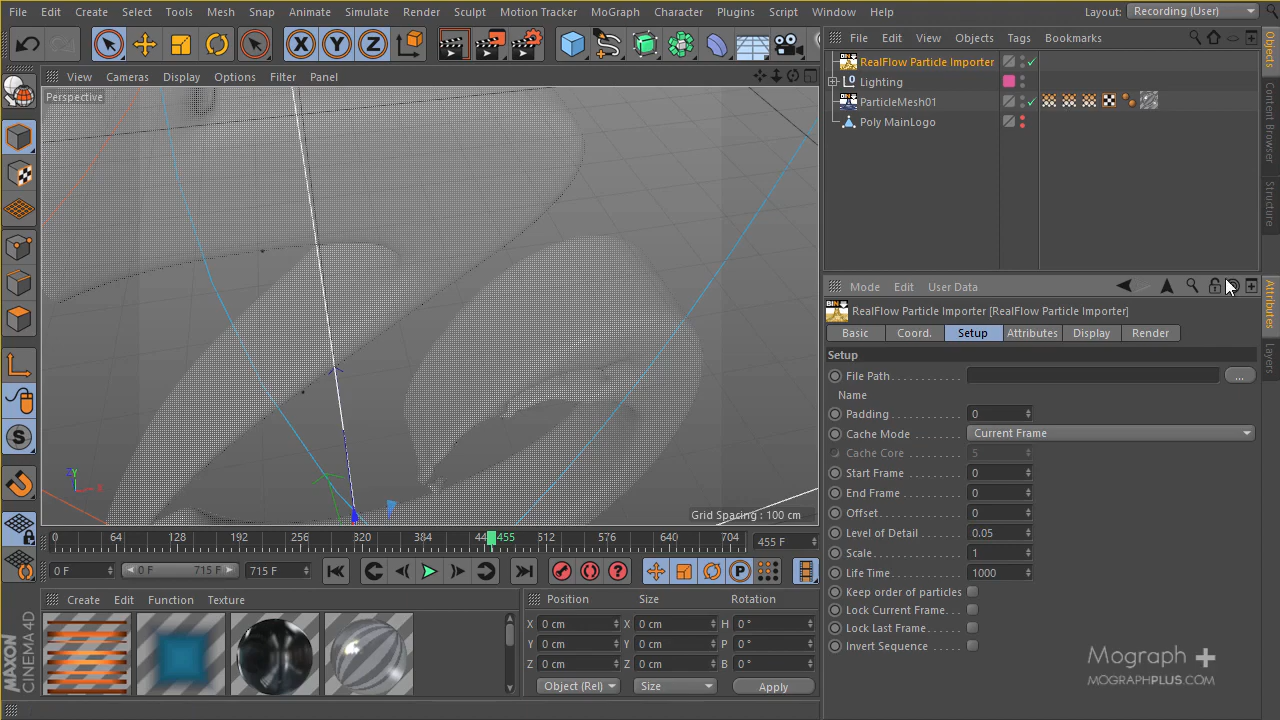 File Edit Create Select Tools Mesh Snap Animate Simulate Render Sculpt Motion Tracker MoGraph Character Plugins Script Window Help Layout: Recording (User)
View Cameras Display Options Filter Panel
Perspective
Grid Spacing : 100 cm
0 64 128 192 256 320 384 44 455 512 576 640 704 455 F
0 F 0 F 715 F 715 F
Create Edit Function Texture
Position Size Rotation
X 0 cm X 0 cm H 0 °
Y 0 cm Y 0 cm P 0 °
Z 0 cm Z 0 cm B 0 °
Object (Rel) Size Apply
MAXON
CINEMA4D
File Edit View Objects Tags Bookmarks
RealFlow Particle Importer
Lighting
ParticleMesh01
Poly MainLogo
Objects
Content Browser
Structure
Mode Edit User Data
RealFlow Particle Importer [RealFlow Particle Importer]
Basic Coord. Setup Attributes Display Render
Setup
File Path ...
Name
Padding 0
Cache Mode Current Frame
Cache Core 5
Start Frame 0
End Frame 0
Offset 0
Level of Detail 0.05
Scale 1
Life Time 1000
Keep order of particles
Lock Current Frame
Lock Last Frame
Invert Sequence
Attributes
Layers
Mograph +
MOGRAPHPLUS.COM